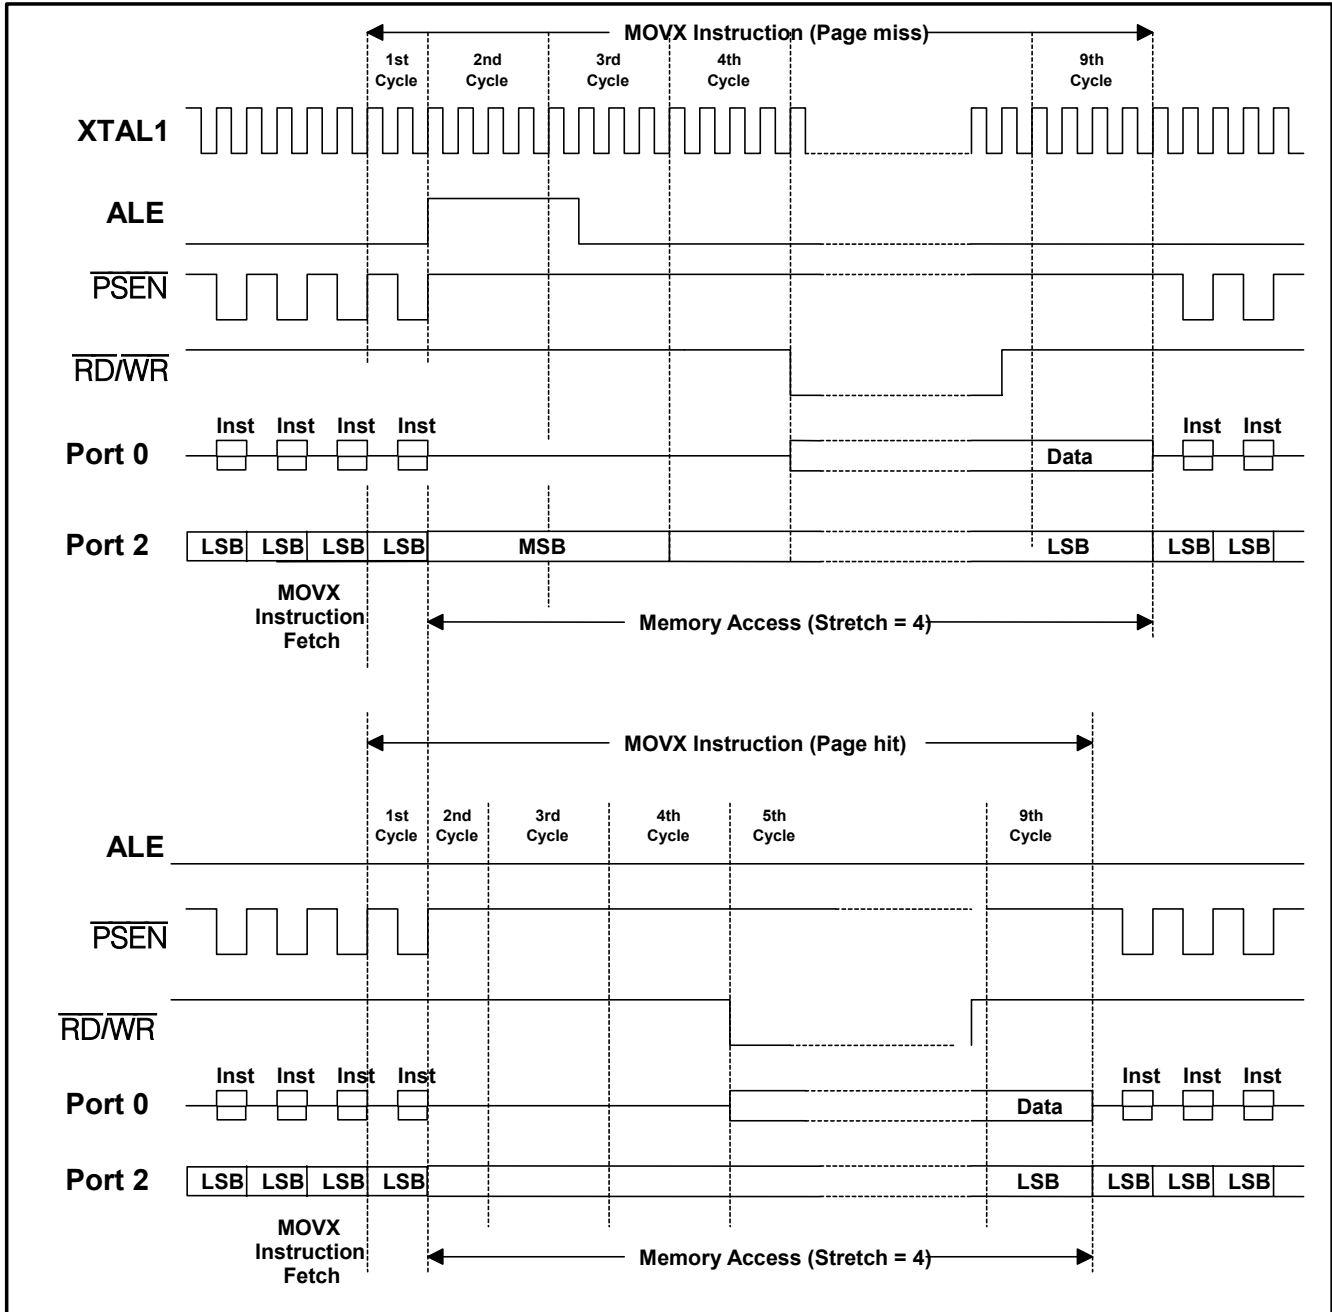 MOVX Instruction (Page miss)
1st Cycle
2nd Cycle
3rd Cycle
4th Cycle
9th Cycle
XTAL1
ALE
PSEN
RD/WR
Inst Inst Inst Inst Inst Inst
Port 0
Data
Port 2
LSB LSB LSB LSB MSB LSB LSB LSB
MOVX
Instruction
Fetch
Memory Access (Stretch = 4)
MOVX Instruction (Page hit)
1st Cycle
2nd Cycle
3rd Cycle
4th Cycle
5th Cycle
9th Cycle
ALE
PSEN
RD/WR
Inst Inst Inst Inst Inst Inst Inst
Port 0
Data
Port 2
LSB LSB LSB LSB LSB LSB LSB LSB
MOVX
Instruction
Fetch
Memory Access (Stretch = 4)